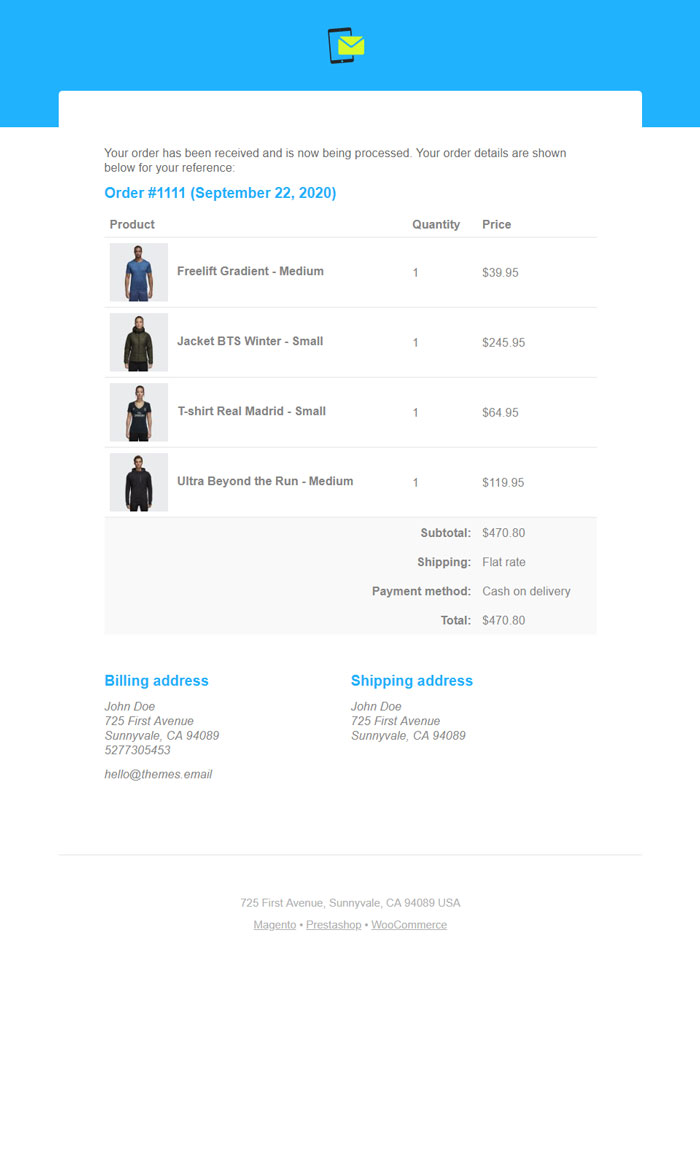 Your order has been received and is now being processed. Your order details are shown
below for your reference:
Order #1111 (September 22, 2020)
Product Quantity Price
Freelift Gradient - Medium 1 $39.95
Jacket BTS Winter - Small 1 $245.95
T-shirt Real Madrid - Small 1 $64.95
Ultra Beyond the Run - Medium 1 $119.95
Subtotal: $470.80
Shipping: Flat rate
Payment method: Cash on delivery
Total: $470.80
Billing address
John Doe
725 First Avenue
Sunnyvale, CA 94089
5277305453
hello@themes.email
Shipping address
John Doe
725 First Avenue
Sunnyvale, CA 94089
725 First Avenue, Sunnyvale, CA 94089 USA
Magento • Prestashop • WooCommerce